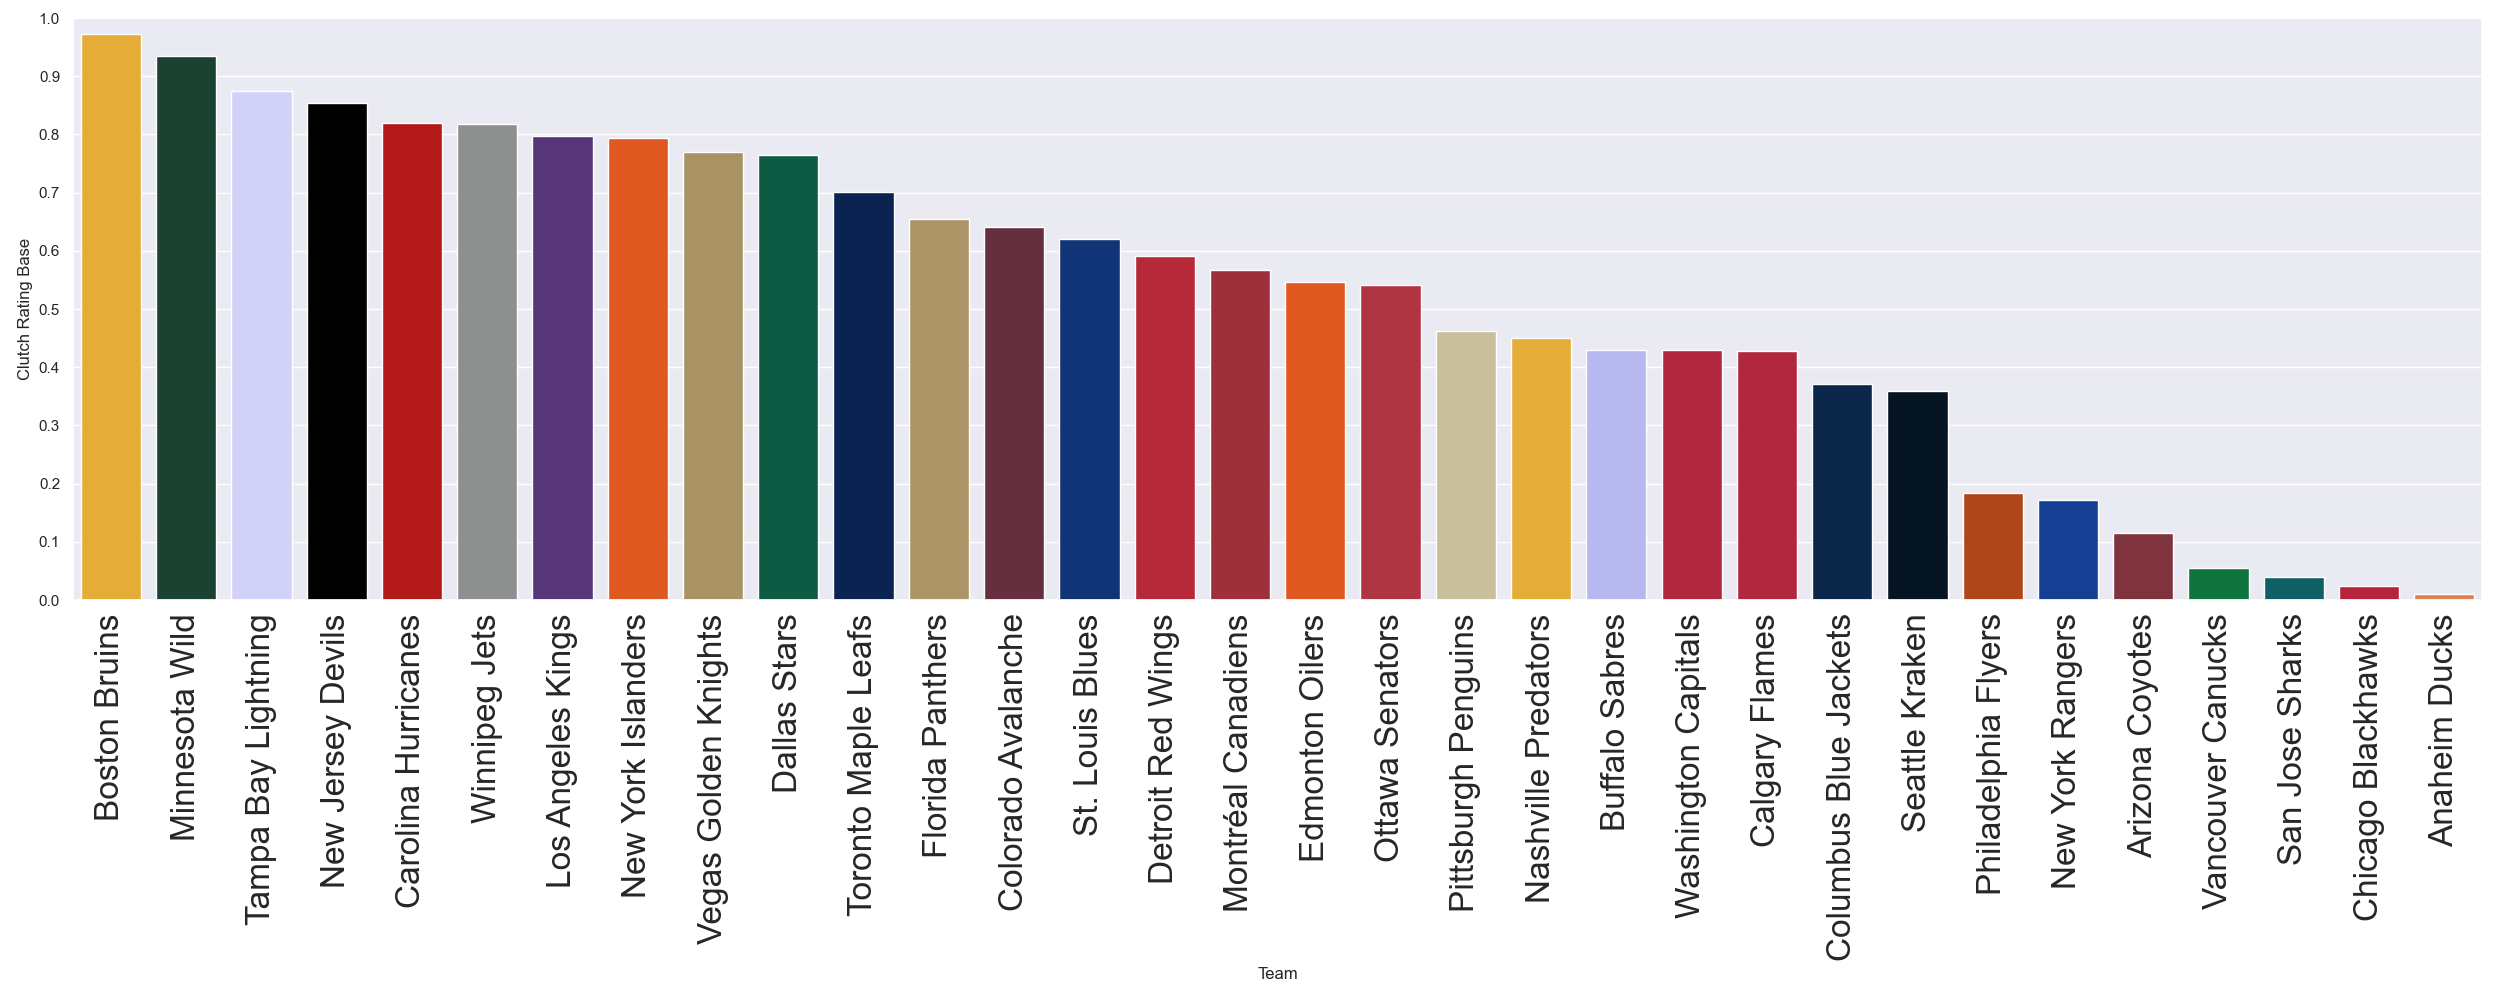 1.0
0.9
0.8
0.7
0.6
0.5
0.4
0.3
0.2
0.1
0.0
Clutch Rating Base
Boston Bruins
Minnesota Wild
Tampa Bay Lightning
New Jersey Devils
Carolina Hurricanes
Winnipeg Jets
Los Angeles Kings
New York Islanders
Vegas Golden Knights
Dallas Stars
Toronto Maple Leafs
Florida Panthers
Colorado Avalanche
St. Louis Blues
Detroit Red Wings
Montréal Canadiens
Edmonton Oilers
Ottawa Senators
Pittsburgh Penguins
Nashville Predators
Buffalo Sabres
Washington Capitals
Calgary Flames
Columbus Blue Jackets
Seattle Kraken
Philadelphia Flyers
New York Rangers
Arizona Coyotes
Vancouver Canucks
San Jose Sharks
Chicago Blackhawks
Anaheim Ducks
Team